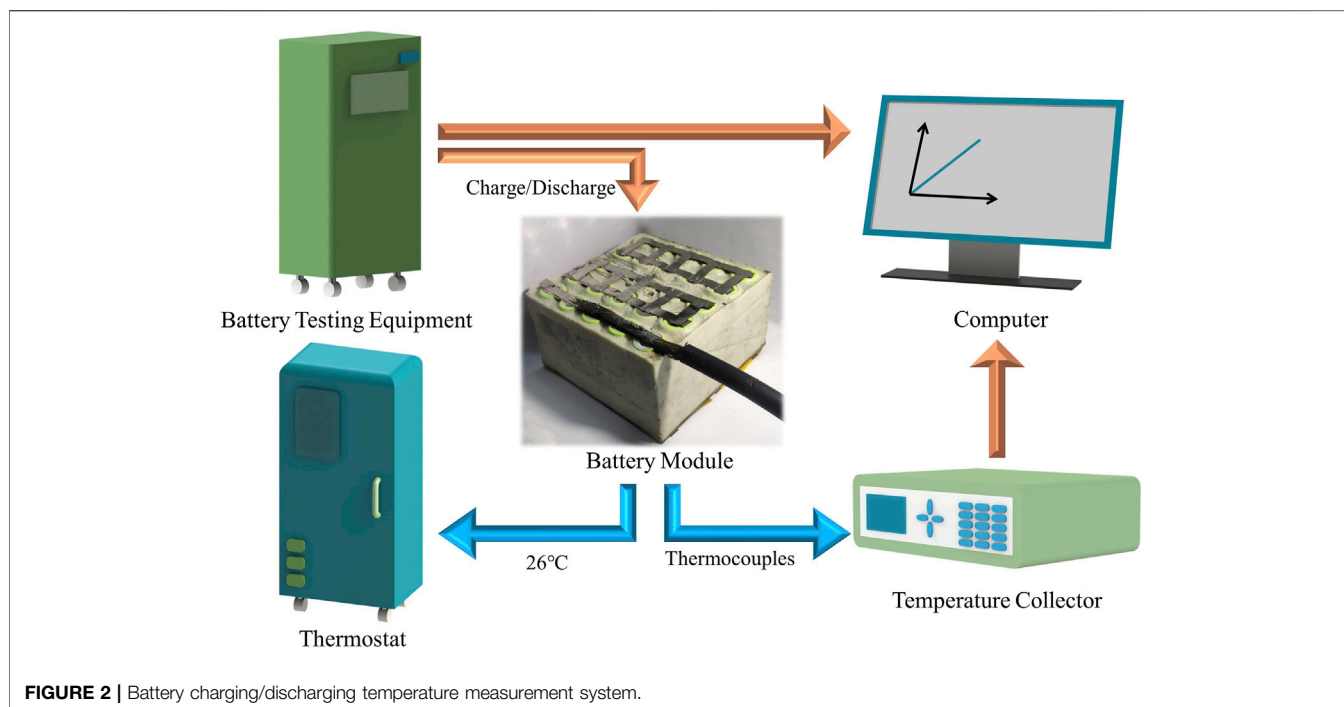 Charge/Discharge
Battery Testing Equipment
Computer
Battery Module
26℃
Thermocouples
Temperature Collector
Thermostat
FIGURE 2 | Battery charging/discharging temperature measurement system.